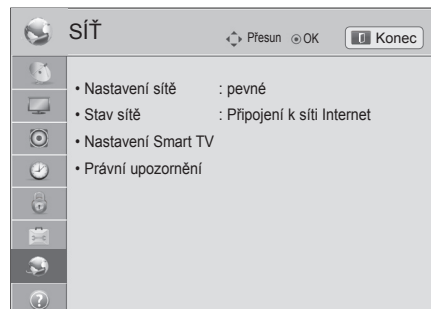 SÍŤ
Přesun OK Konec
• Nastavení sítě : pevné
• Stav sítě : Připojení k síti Internet
• Nastavení Smart TV
• Právní upozornění